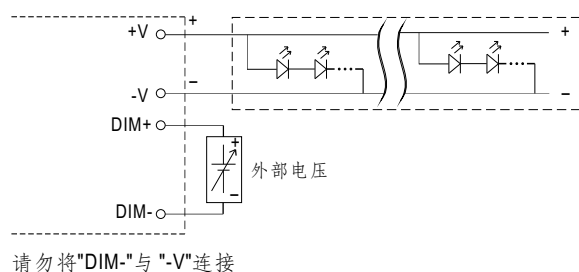 +V
+
+
-V
−
−
DIM+
+
外部电压
−
DIM-
请勿将"DIM-"与 "-V"连接